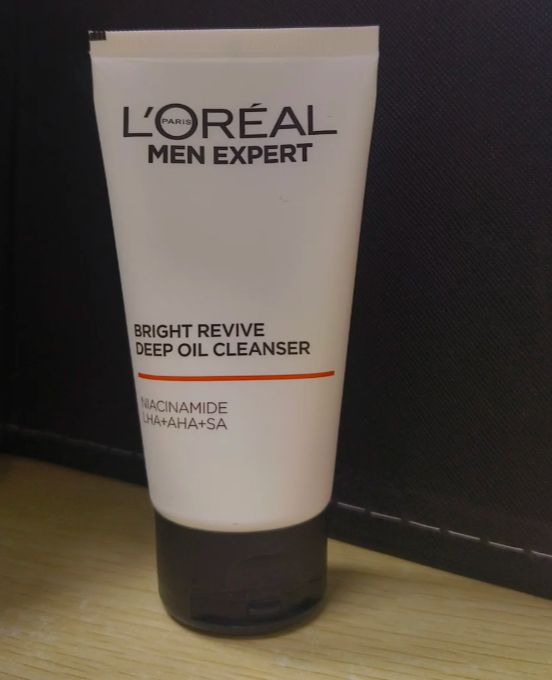 L'ORÉAL
PARIS
MEN EXPERT
BRIGHT REVIVE
DEEP OIL CLEANSER
NIACINAMIDE
LHA+AHA+SA